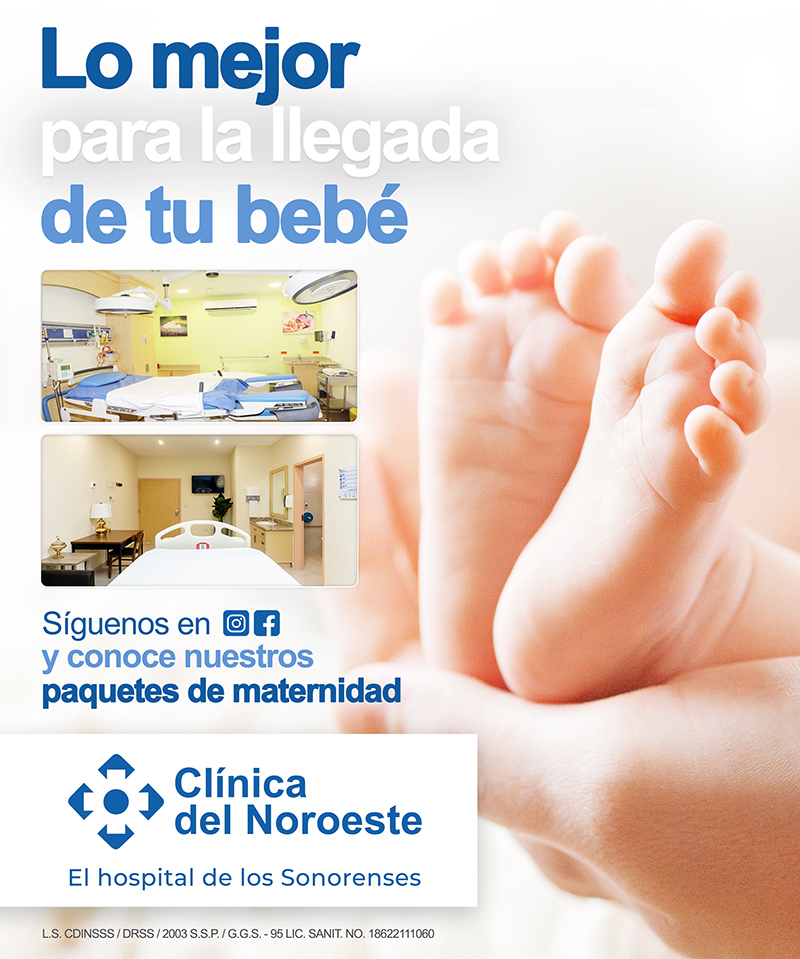 Lo mejor
para la llegada
de tu bebé
Síguenos en
y conoce nuestros
paquetes de maternidad
Clínica
del Noroeste
El hospital de los Sonorenses
L.S. CDINSSS / DRSS / 2003 S.S.P. / G.G.S. - 95 LIC. SANIT. NO. 18622111060